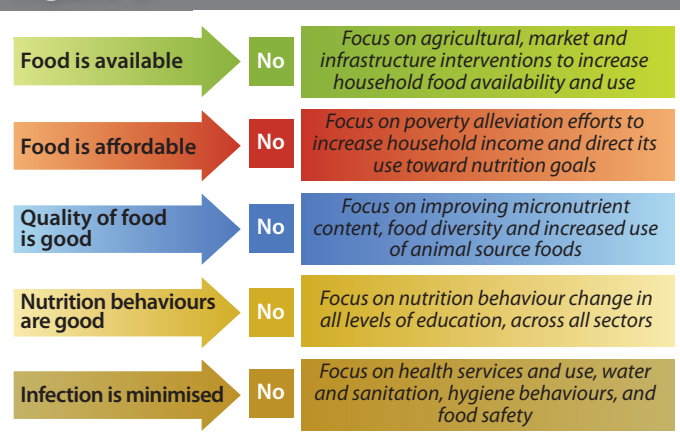 Food is available
No
Focus on agricultural, market and
infrastructure interventions to increase
household food availability and use
Food is affordable
No
Focus on poverty alleviation efforts to
increase household income and direct its
use toward nutrition goals
Quality of food
is good
No
Focus on improving micronutrient
content, food diversity and increased use
of animal source foods
Nutrition behaviours
are good
No
Focus on nutrition behaviour change in
all levels of education, across all sectors
Infection is minimised
No
Focus on health services and use, water
and sanitation, hygiene behaviours, and
food safety